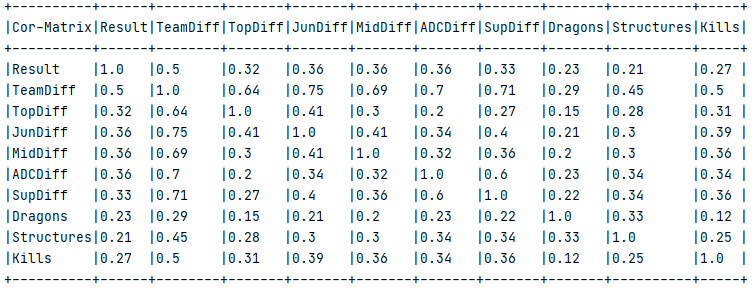 +----------+------+--------+-------+-------+-------+-------+-------+-------+----------+-----+
|Cor-Matrix|Result|TeamDiff|TopDiff|JunDiff|MidDiff|ADCDiff|SupDiff|Dragons|Structures|Kills|
+----------+------+--------+-------+-------+-------+-------+-------+-------+----------+-----+
|Result    |1.0   |0.5     |0.32   |0.36   |0.36   |0.36   |0.33   |0.23   |0.21      |0.27 |
|TeamDiff  |0.5   |1.0     |0.64   |0.75   |0.69   |0.7    |0.71   |0.29   |0.45      |0.5  |
|TopDiff   |0.32  |0.64    |1.0    |0.41   |0.3    |0.2    |0.27   |0.15   |0.28      |0.31 |
|JunDiff   |0.36  |0.75    |0.41   |1.0    |0.41   |0.34   |0.4    |0.21   |0.3       |0.39 |
|MidDiff   |0.36  |0.69    |0.3    |0.41   |1.0    |0.32   |0.36   |0.2    |0.3       |0.36 |
|ADCDiff   |0.36  |0.7     |0.2    |0.34   |0.32   |1.0    |0.6    |0.23   |0.34      |0.34 |
|SupDiff   |0.33  |0.71    |0.27   |0.4    |0.36   |0.6    |1.0    |0.22   |0.34      |0.36 |
|Dragons   |0.23  |0.29    |0.15   |0.21   |0.2    |0.23   |0.22   |1.0    |0.33      |0.12 |
|Structures|0.21  |0.45    |0.28   |0.3    |0.3    |0.34   |0.34   |0.33   |1.0       |0.25 |
|Kills     |0.27  |0.5     |0.31   |0.39   |0.36   |0.34   |0.36   |0.12   |0.25      |1.0  |
+----------+------+--------+-------+-------+-------+-------+-------+-------+----------+-----+